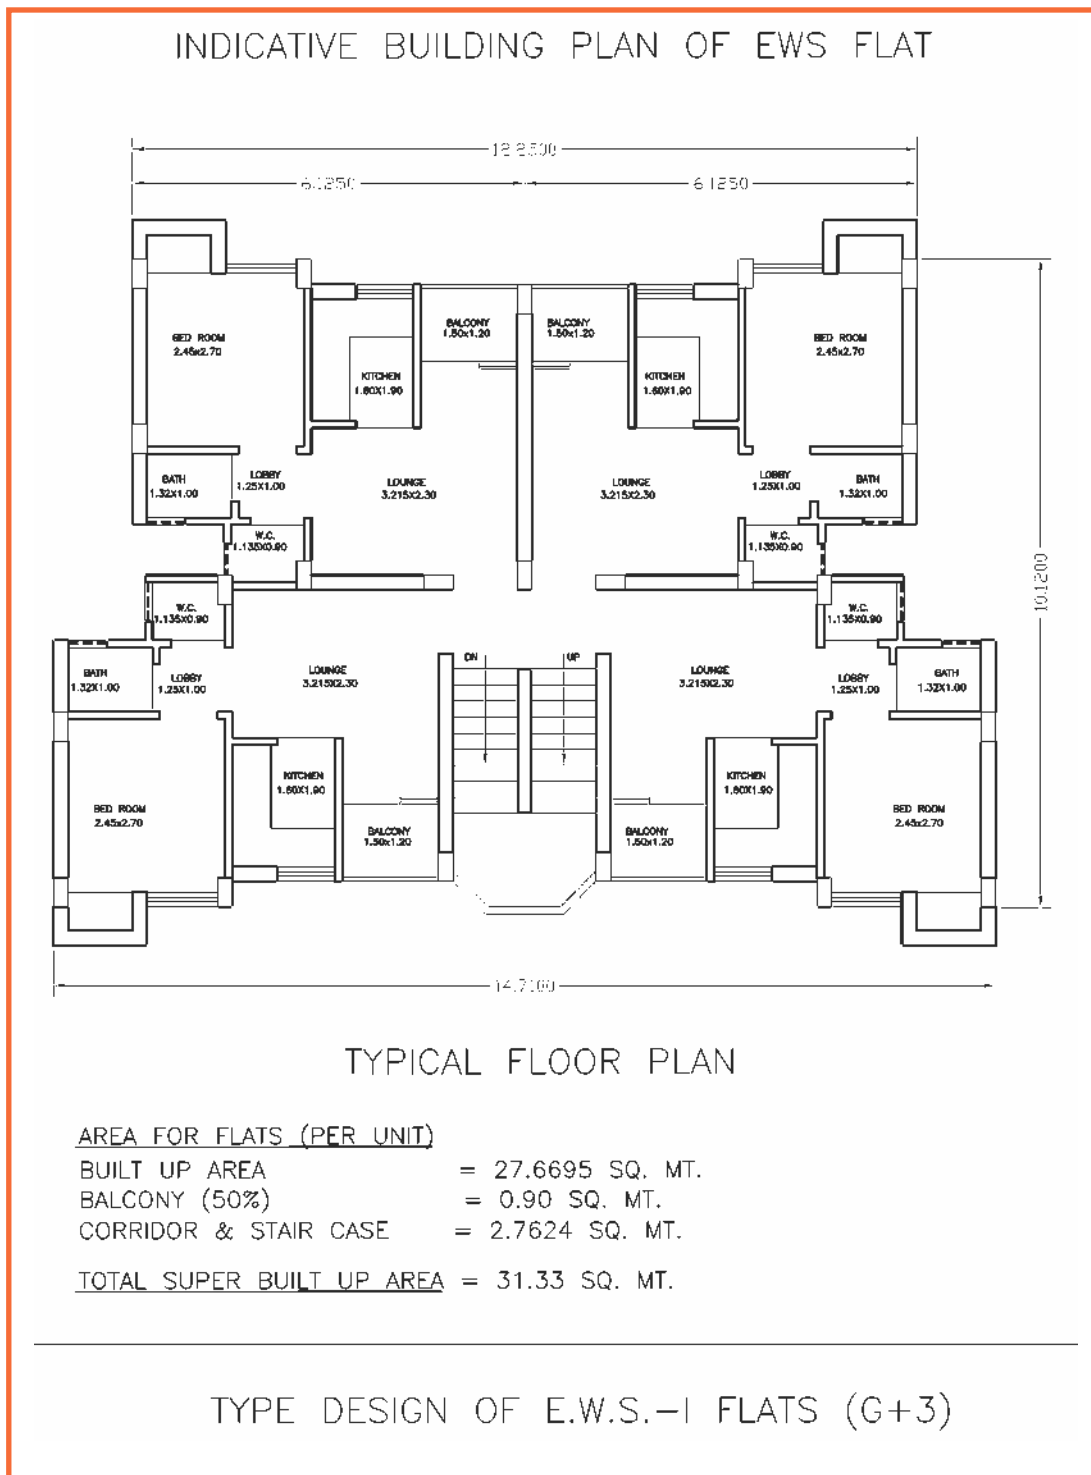 INDICATIVE BUILDING PLAN OF EWS FLAT
6.1250 6.1250
BALCONY
1.50x1.20
BALCONY
1.50x1.20
BED ROOM
2.45x2.70
BED ROOM
2.45x2.70
KITCHEN
1.60X1.90
KITCHEN
1.60X1.90
BATH
1.32X1.00
LOBBY
1.25X1.00
LOUNGE
3.215X2.30
LOUNGE
3.215X2.30
LOBBY
1.25X1.00
BATH
1.32X1.00
W.C.
1.135X0.90
W.C.
1.135X0.90
10.1200
W.C.
1.135X0.90
W.C.
1.135X0.90
BATH
1.32X1.00
LOBBY
1.25X1.00
LOUNGE
3.215X2.30
DN
UP
LOUNGE
3.215X2.30
LOBBY
1.25X1.00
BATH
1.32X1.00
BED ROOM
2.45x2.70
KITCHEN
1.60X1.90
BALCONY
1.50x1.20
BALCONY
1.50x1.20
KITCHEN
1.60X1.90
BED ROOM
2.45x2.70
TYPICAL FLOOR PLAN
AREA FOR FLATS (PER UNIT)
BUILT UP AREA = 27.6695 SQ. MT.
BALCONY (50%) = 0.90 SQ. MT.
CORRIDOR & STAIR CASE = 2.7624 SQ. MT.
TOTAL SUPER BUILT UP AREA = 31.33 SQ. MT.
TYPE DESIGN OF E.W.S.-I FLATS (G+3)